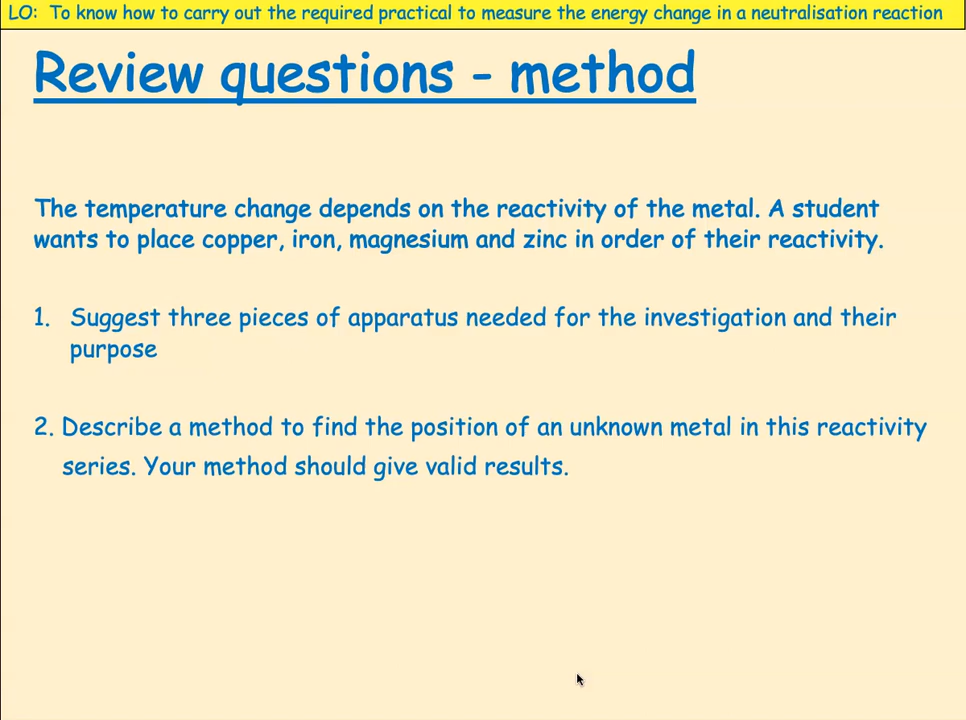 LO: To know how to carry out the required practical to measure the energy change in a neutralisation reaction
Review questions - method
The temperature change depends on the reactivity of the metal. A student
wants to place copper, iron, magnesium and zinc in order of their reactivity.
1. Suggest three pieces of apparatus needed for the investigation and their
purpose
2. Describe a method to find the position of an unknown metal in this reactivity
series. Your method should give valid results.